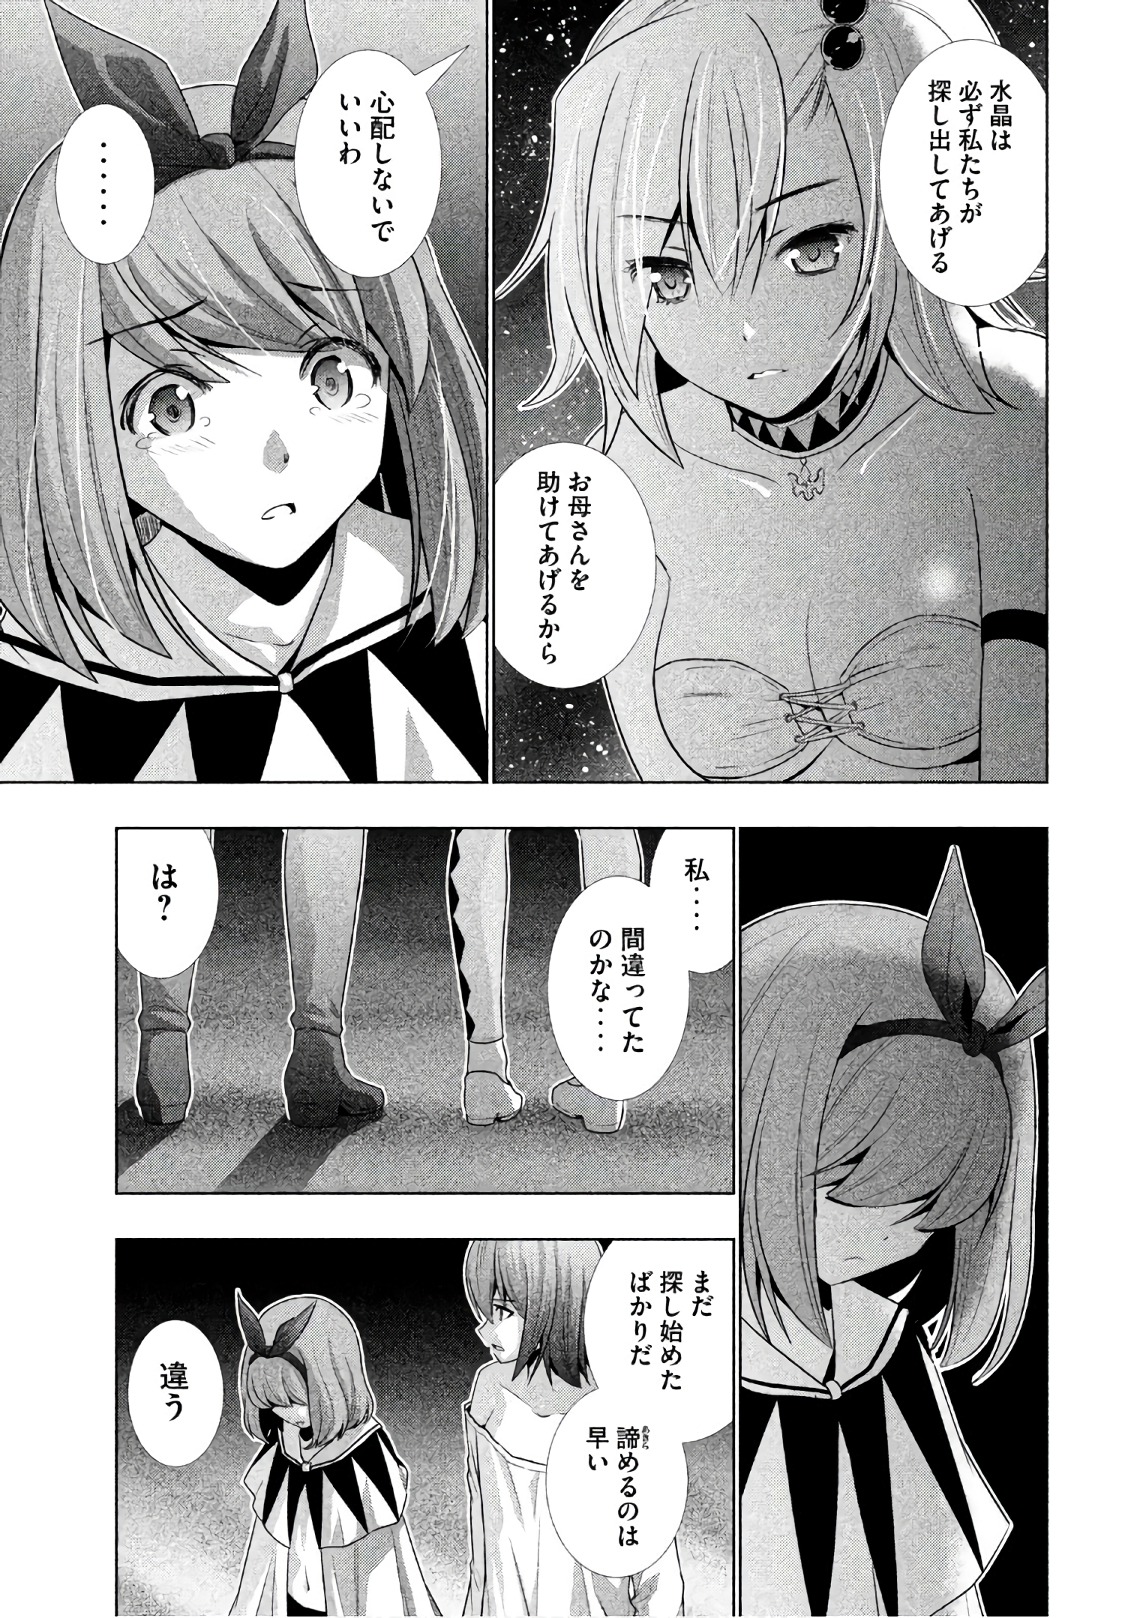 水晶は
必ず私たちが
探し出してあげる
お母さんを
助けてあげるから
心配しないで
いいわ
・・・・・・
私・・・・
間違ってた
のかな・・・・
は？
まだ
探し始めた
ばかりだ
諦めるのは
あきら
早い
違う